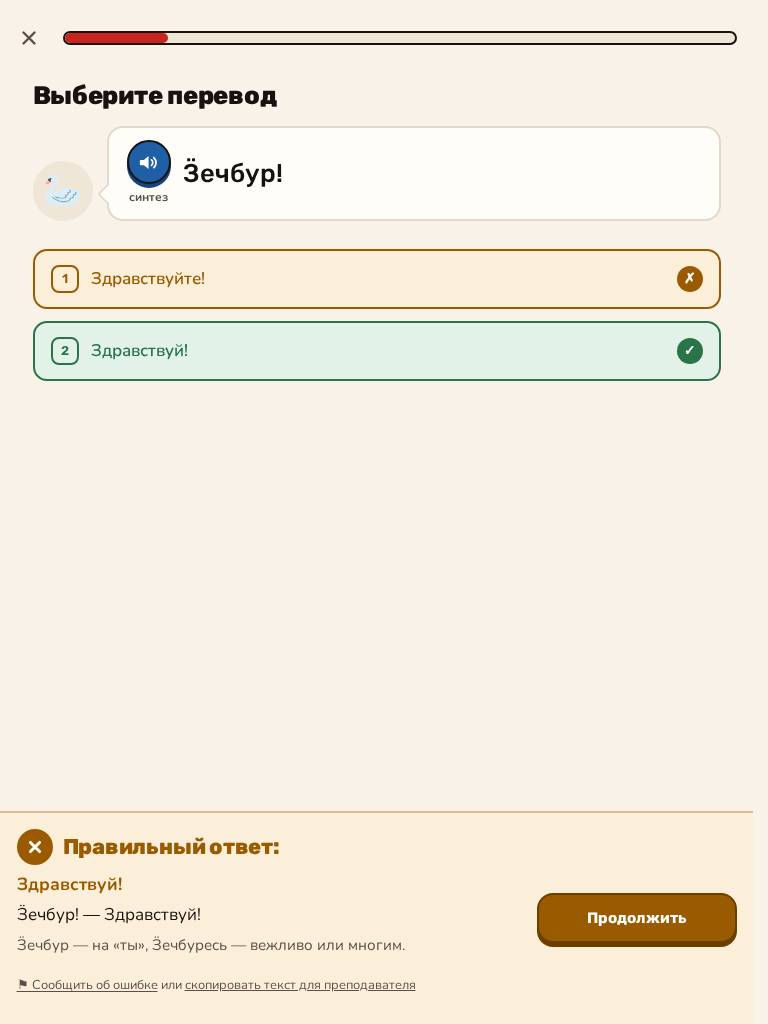 Выберите перевод
Ӟечбур!
синтез
1 Здравствуйте! ✗
2 Здравствуй! ✓
Правильный ответ:
Здравствуй!
Ӟечбур! — Здравствуй!
Ӟечбур — на «ты», Ӟечбуресь — вежливо или многим.
Продолжить
⚑ Сообщить об ошибке или скопировать текст для преподавателя